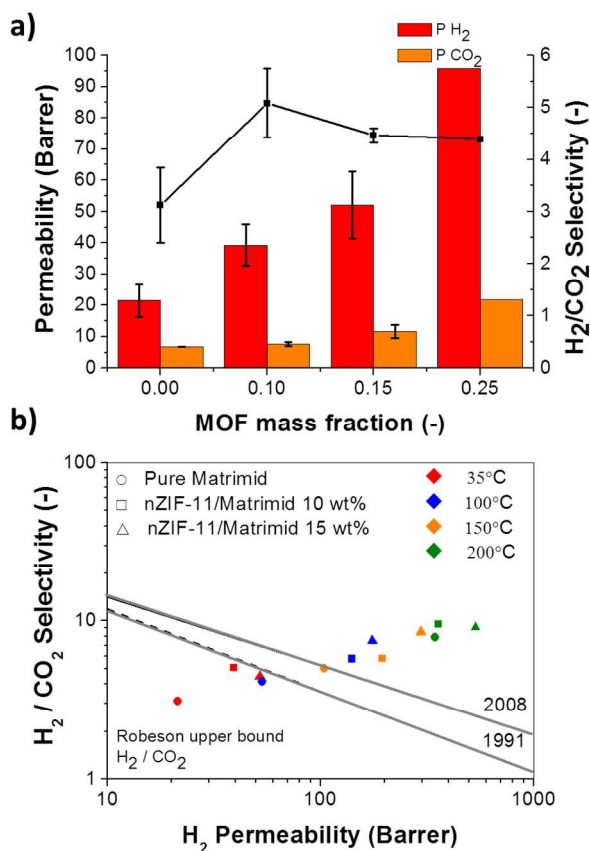 a)
P H₂
P CO₂
100
90
80
70
60
50
40
30
20
10
0
Permeability (Barrer)
6
5
4
3
2
1
0
H₂/CO₂ Selectivity (-)
0.00 0.10 0.15 0.25
MOF mass fraction (-)
b)
100
10
1
H₂ / CO₂ Selectivity (-)
Pure Matrimid
nZIF-11/Matrimid 10 wt%
nZIF-11/Matrimid 15 wt%
35°C
100°C
150°C
200°C
2008
1991
Robeson upper bound
H₂ / CO₂
10 100 1000
H₂ Permeability (Barrer)